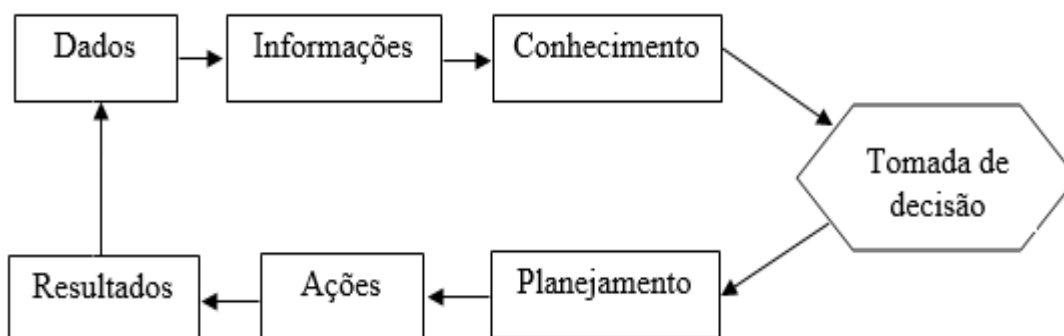 Dados
Informações
Conhecimento
Tomada de
decisão
Planejamento
Ações
Resultados